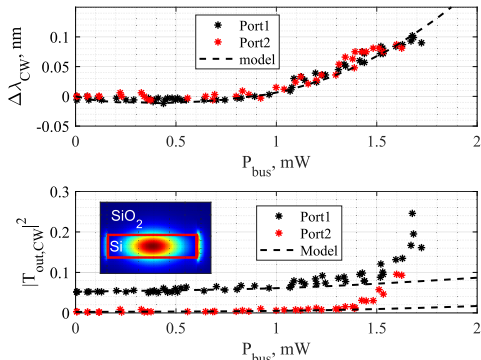 Δλ_CW, nm
0.1
0.05
0
-0.05
Port1
Port2
model
0 0.5 1 1.5 2
P_bus, mW
|T_out,CW|^2
0.3
0.2
0.1
0
SiO_2
Si
Port1
Port2
Model
0 0.5 1 1.5 2
P_bus, mW